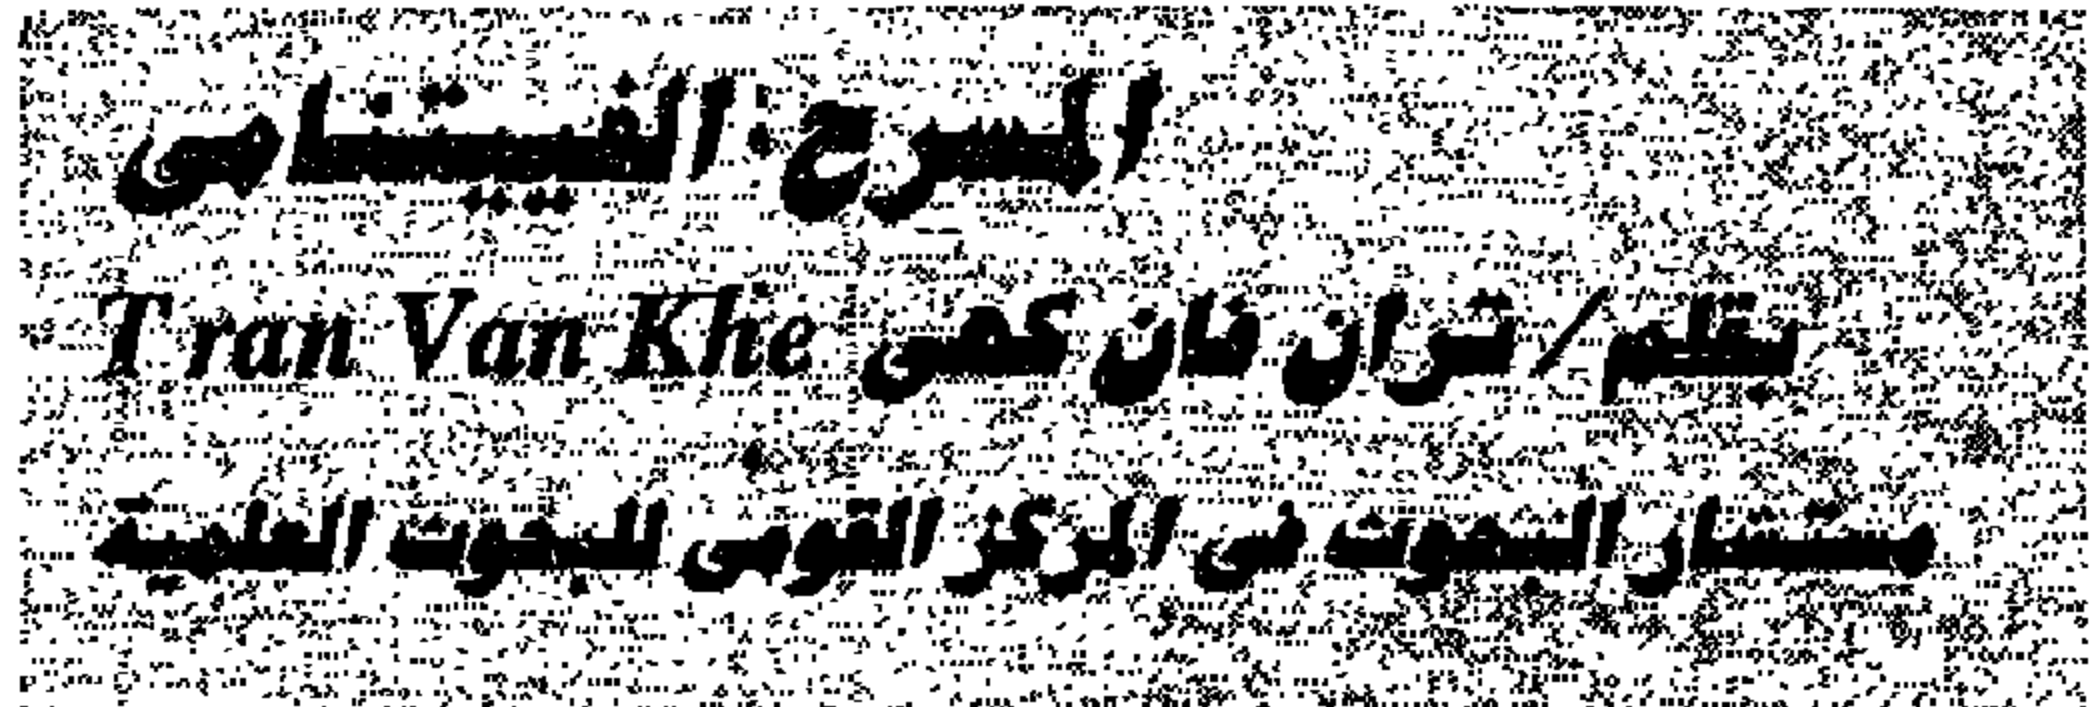 المسرح الفيتنامى
بقلم / تران فان كهى Tran Van Khe
مستشار البحوث فى المركز القومى للبحوث العلمية